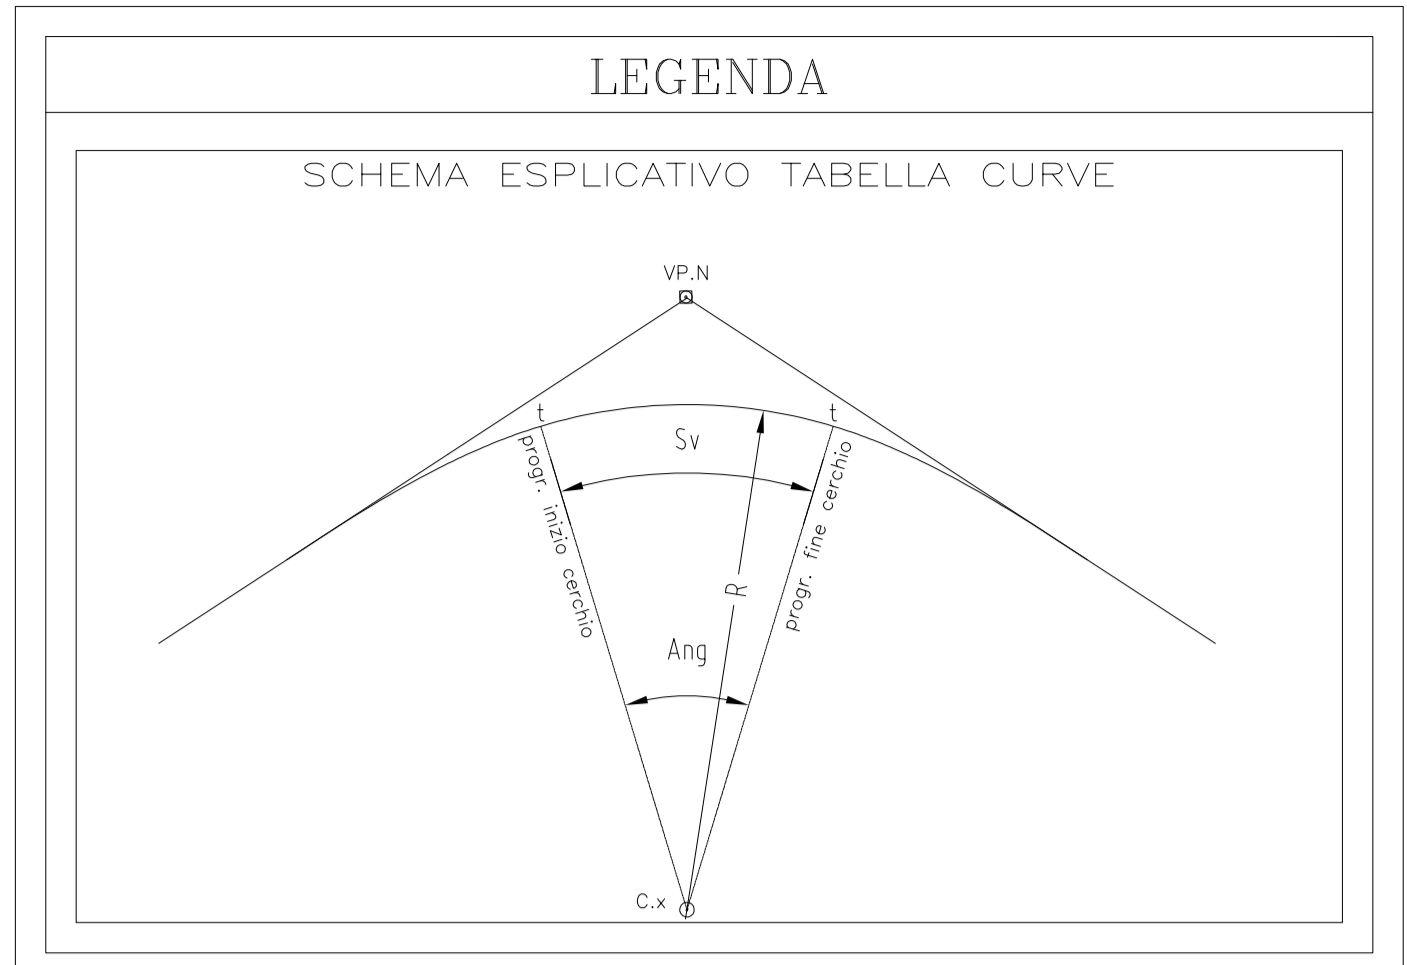 LEGENDA
SCHEMA ESPLICATIVO TABELLA CURVE
VP.N
t
t
Sv
progr. inizio cerchio
progr. fine cerchio
R
Ang
C.x